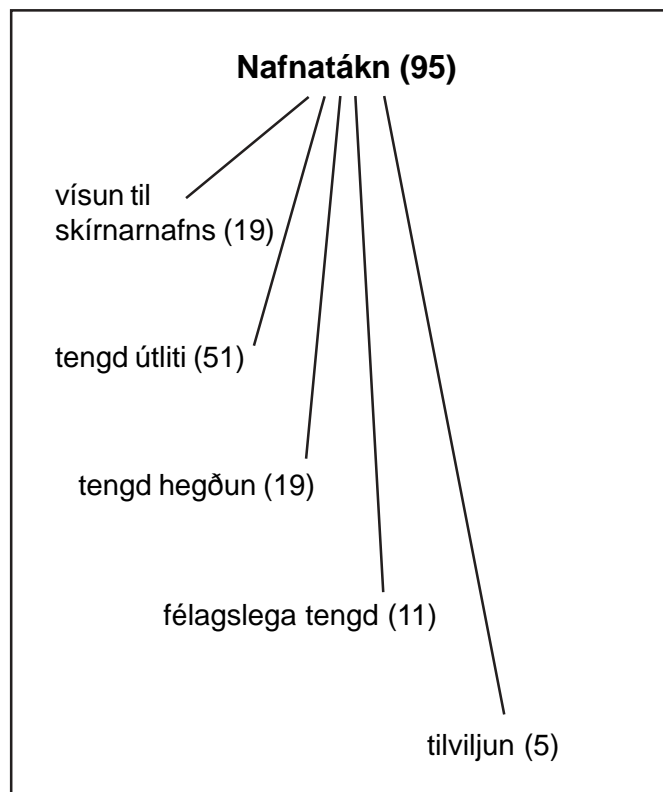 Nafnatákn (95)
vísun til
skírnarnafns (19)
tengd útliti (51)
tengd hegðun (19)
félagslega tengd (11)
tilviljun (5)